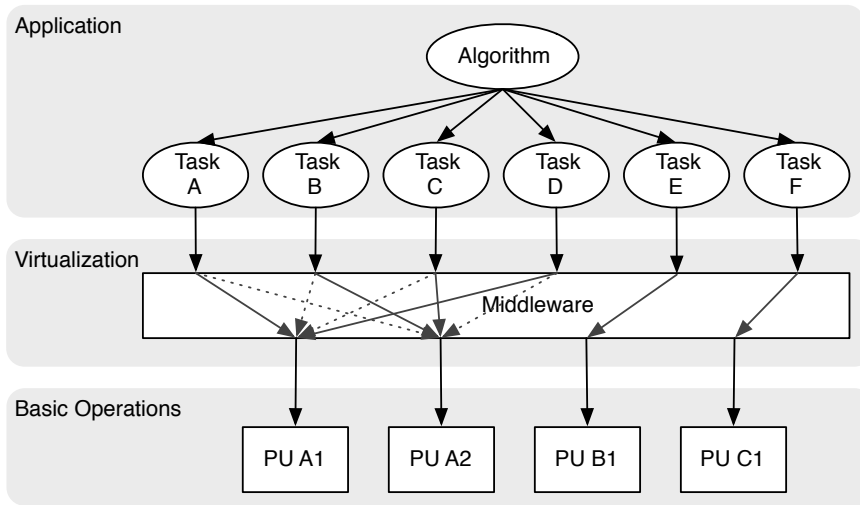 Application
Algorithm
Task
A
Task
B
Task
C
Task
D
Task
E
Task
F
Virtualization
Middleware
Basic Operations
PU A1
PU A2
PU B1
PU C1